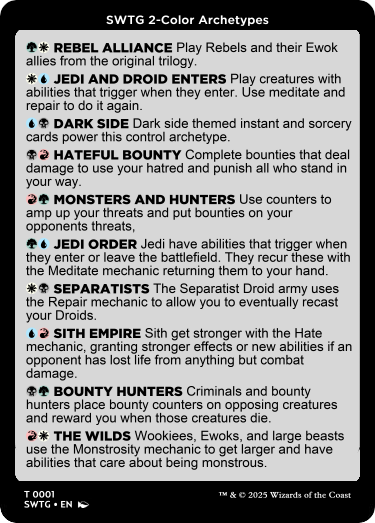 SWTG 2-Color Archetypes
REBEL ALLIANCE Play Rebels and their Ewok
allies from the original trilogy.
JEDI AND DROID ENTERS Play creatures with
abilities that trigger when they enter. Use meditate and
repair to do it again.
DARK SIDE Dark side themed instant and sorcery
cards power this control archetype.
HATEFUL BOUNTY Complete bounties that deal
damage to use your hatred and punish all who stand in
your way.
MONSTERS AND HUNTERS Use counters to
amp up your threats and put bounties on your
opponents threats,
JEDI ORDER Jedi have abilities that trigger when
they enter or leave the battlefield. They recur these with
the Meditate mechanic returning them to your hand.
SEPARATISTS The Separatist Droid army uses
the Repair mechanic to allow you to eventually recast
your Droids.
SITH EMPIRE Sith get stronger with the Hate
mechanic, granting stronger effects or new abilities if an
opponent has lost life from anything but combat
damage.
BOUNTY HUNTERS Criminals and bounty
hunters place bounty counters on opposing creatures
and reward you when those creatures die.
THE WILDS Wookiees, Ewoks, and large beasts
use the Monstrosity mechanic to get larger and have
abilities that care about being monstrous.
T 0001
SWTG • EN
™ & © 2025 Wizards of the Coast